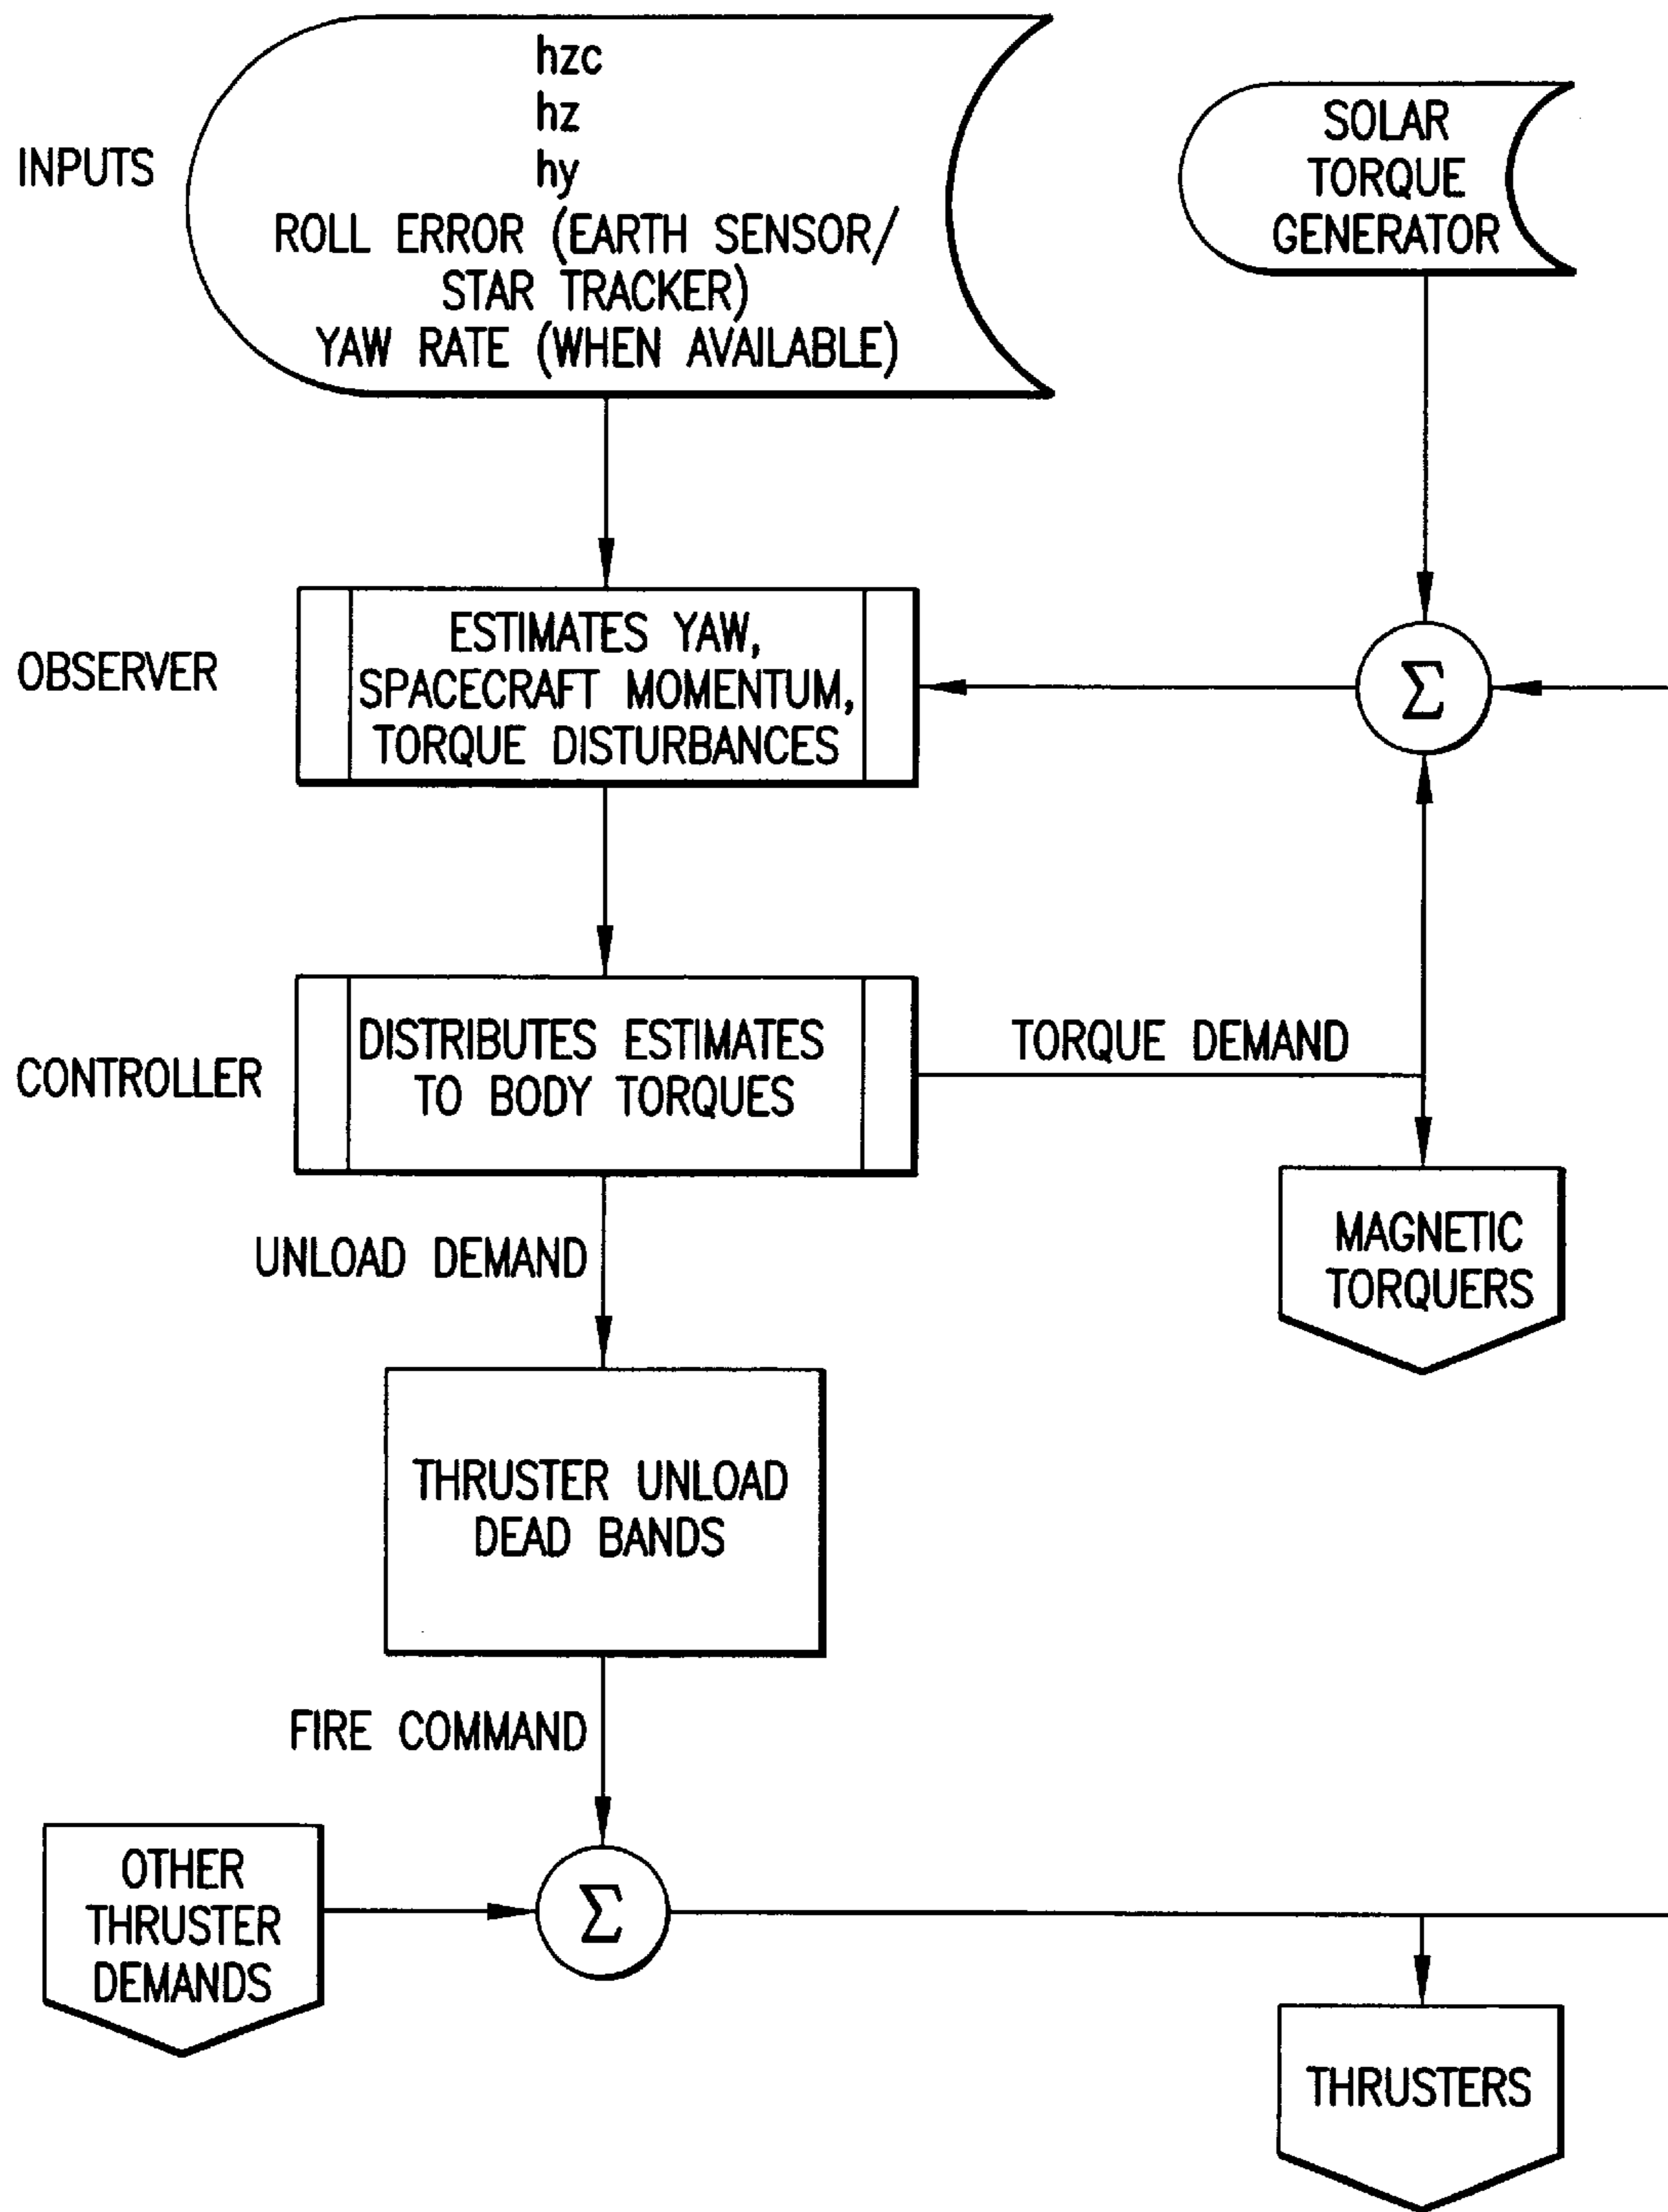 hzc
hz
hy
INPUTS
ROLL ERROR (EARTH SENSOR/
STAR TRACKER)
YAW RATE (WHEN AVAILABLE)
SOLAR
TORQUE
GENERATOR
OBSERVER
ESTIMATES YAW,
SPACECRAFT MOMENTUM,
TORQUE DISTURBANCES
Σ
CONTROLLER
DISTRIBUTES ESTIMATES
TO BODY TORQUES
TORQUE DEMAND
UNLOAD DEMAND
MAGNETIC
TORQUERS
THRUSTER UNLOAD
DEAD BANDS
FIRE COMMAND
OTHER
THRUSTER
DEMANDS
Σ
THRUSTERS